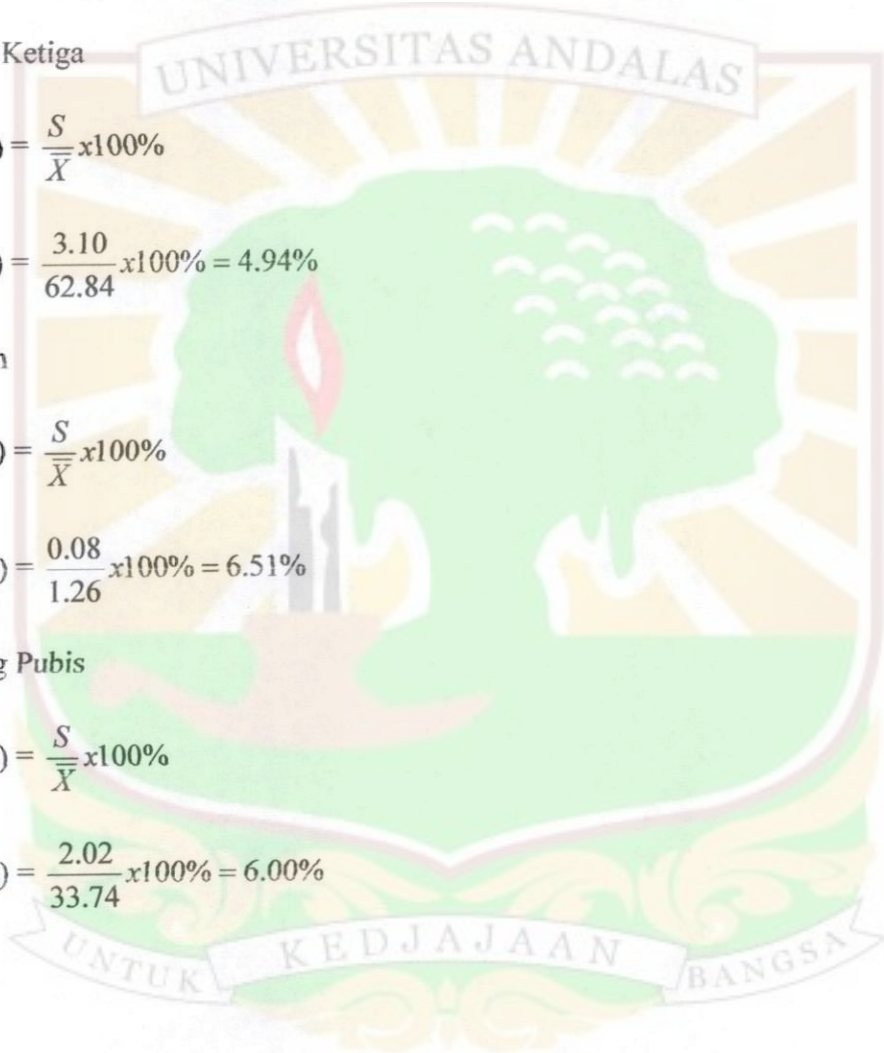 UNIVERSITAS ANDALAS
Ketiga
) = S/X̿ x100%
) = 3.10/62.84 x100% = 4.94%
) = S/X̿ x100%
) = 0.08/1.26 x100% = 6.51%
g Pubis
) = S/X̿ x100%
) = 2.02/33.74 x100% = 6.00%
UNTUK KEDJAJAAN BANGSA